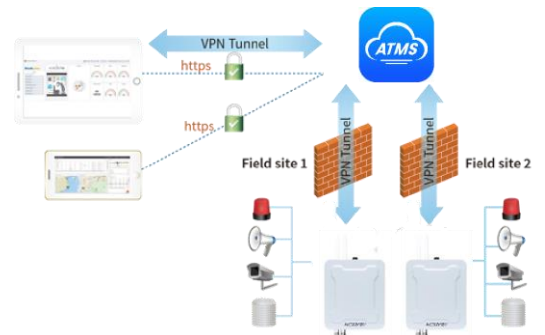 VPN Tunnel
ATMS
https
https
Field site 1
VPN Tunnel
VPN Tunnel
Field site 2